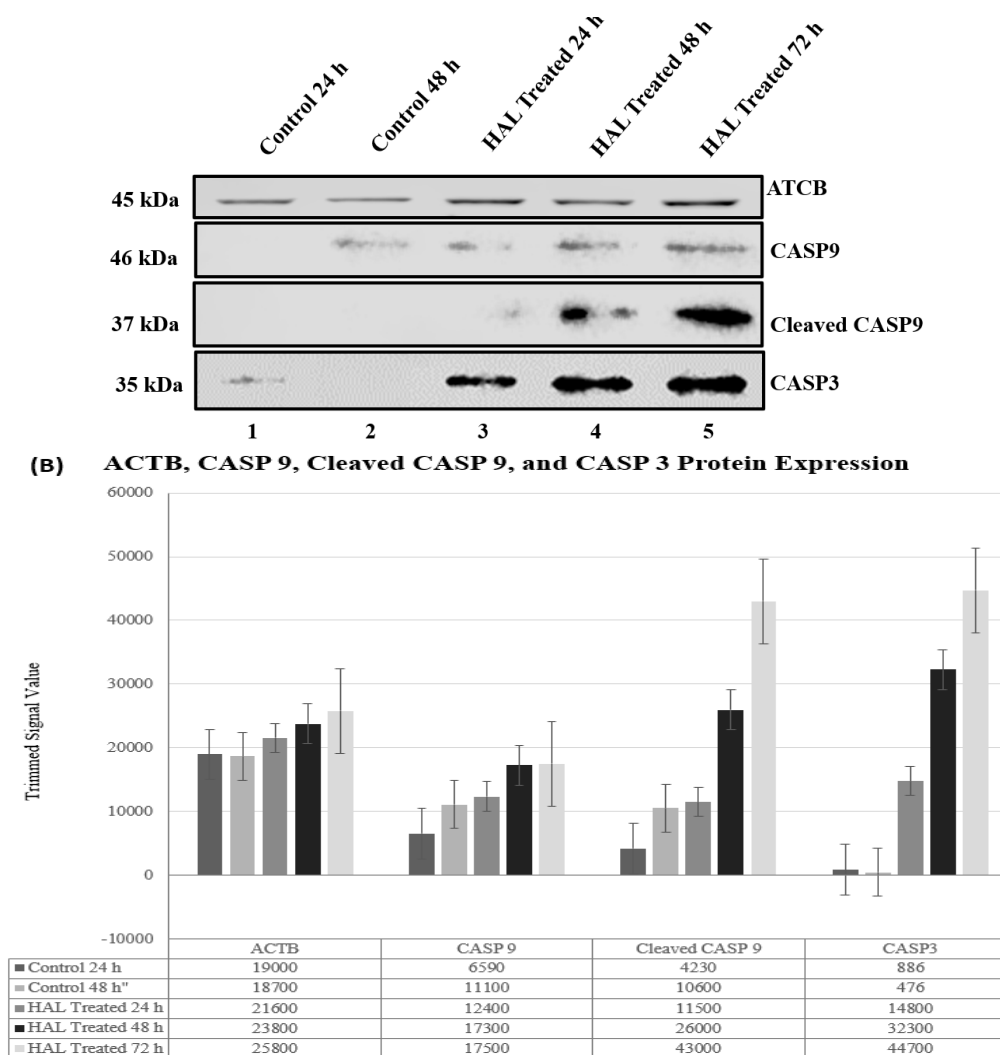 Control 24 h
Control 48 h
HAL Treated 24 h
HAL Treated 48 h
HAL Treated 72 h
45 kDa ATCB
46 kDa CASP9
37 kDa Cleaved CASP9
35 kDa CASP3
1 2 3 4 5
(B) ACTB, CASP 9, Cleaved CASP 9, and CASP 3 Protein Expression
Trimmed Signal Value
60000
50000
40000
30000
20000
10000
0
-10000
ACTB CASP 9 Cleaved CASP 9 CASP3
Control 24 h 19000 6590 4230 886
Control 48 h" 18700 11100 10600 476
HAL Treated 24 h 21600 12400 11500 14800
HAL Treated 48 h 23800 17300 26000 32300
HAL Treated 72 h 25800 17500 43000 44700